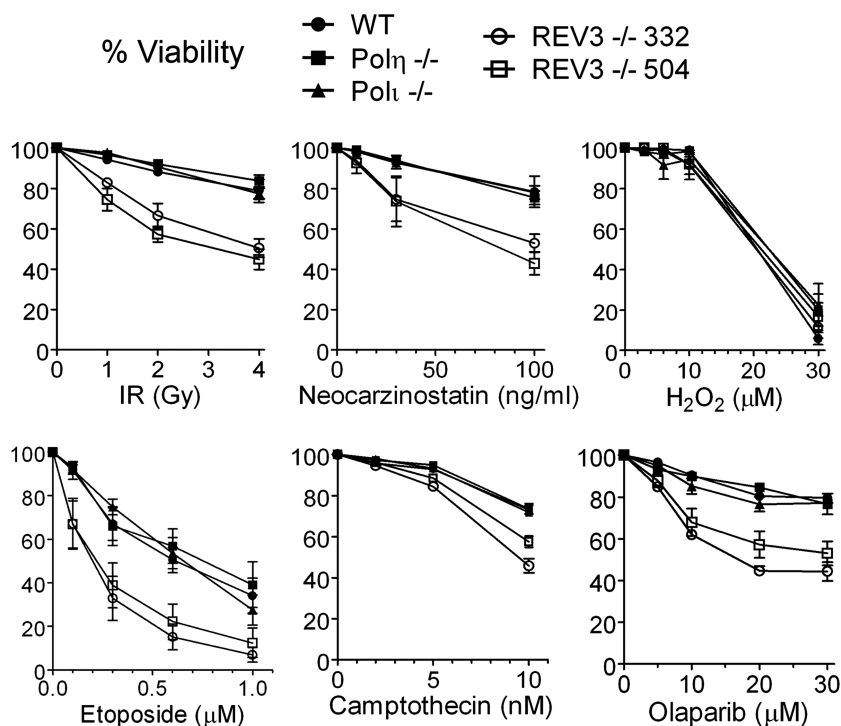 % Viability
WT
Polη -/-
Polι -/-
REV3 -/- 332
REV3 -/- 504
100
80
60
40
20
0
0 1 2 3 4
IR (Gy)
100
80
60
40
20
0
0 50 100
Neocarzinostatin (ng/ml)
100
80
60
40
20
0
0 10 20 30
H₂O₂ (μM)
100
80
60
40
20
0
0.0 0.5 1.0
Etoposide (μM)
100
80
60
40
20
0
0 5 10
Camptothecin (nM)
100
80
60
40
20
0
0 10 20 30
Olaparib (μM)